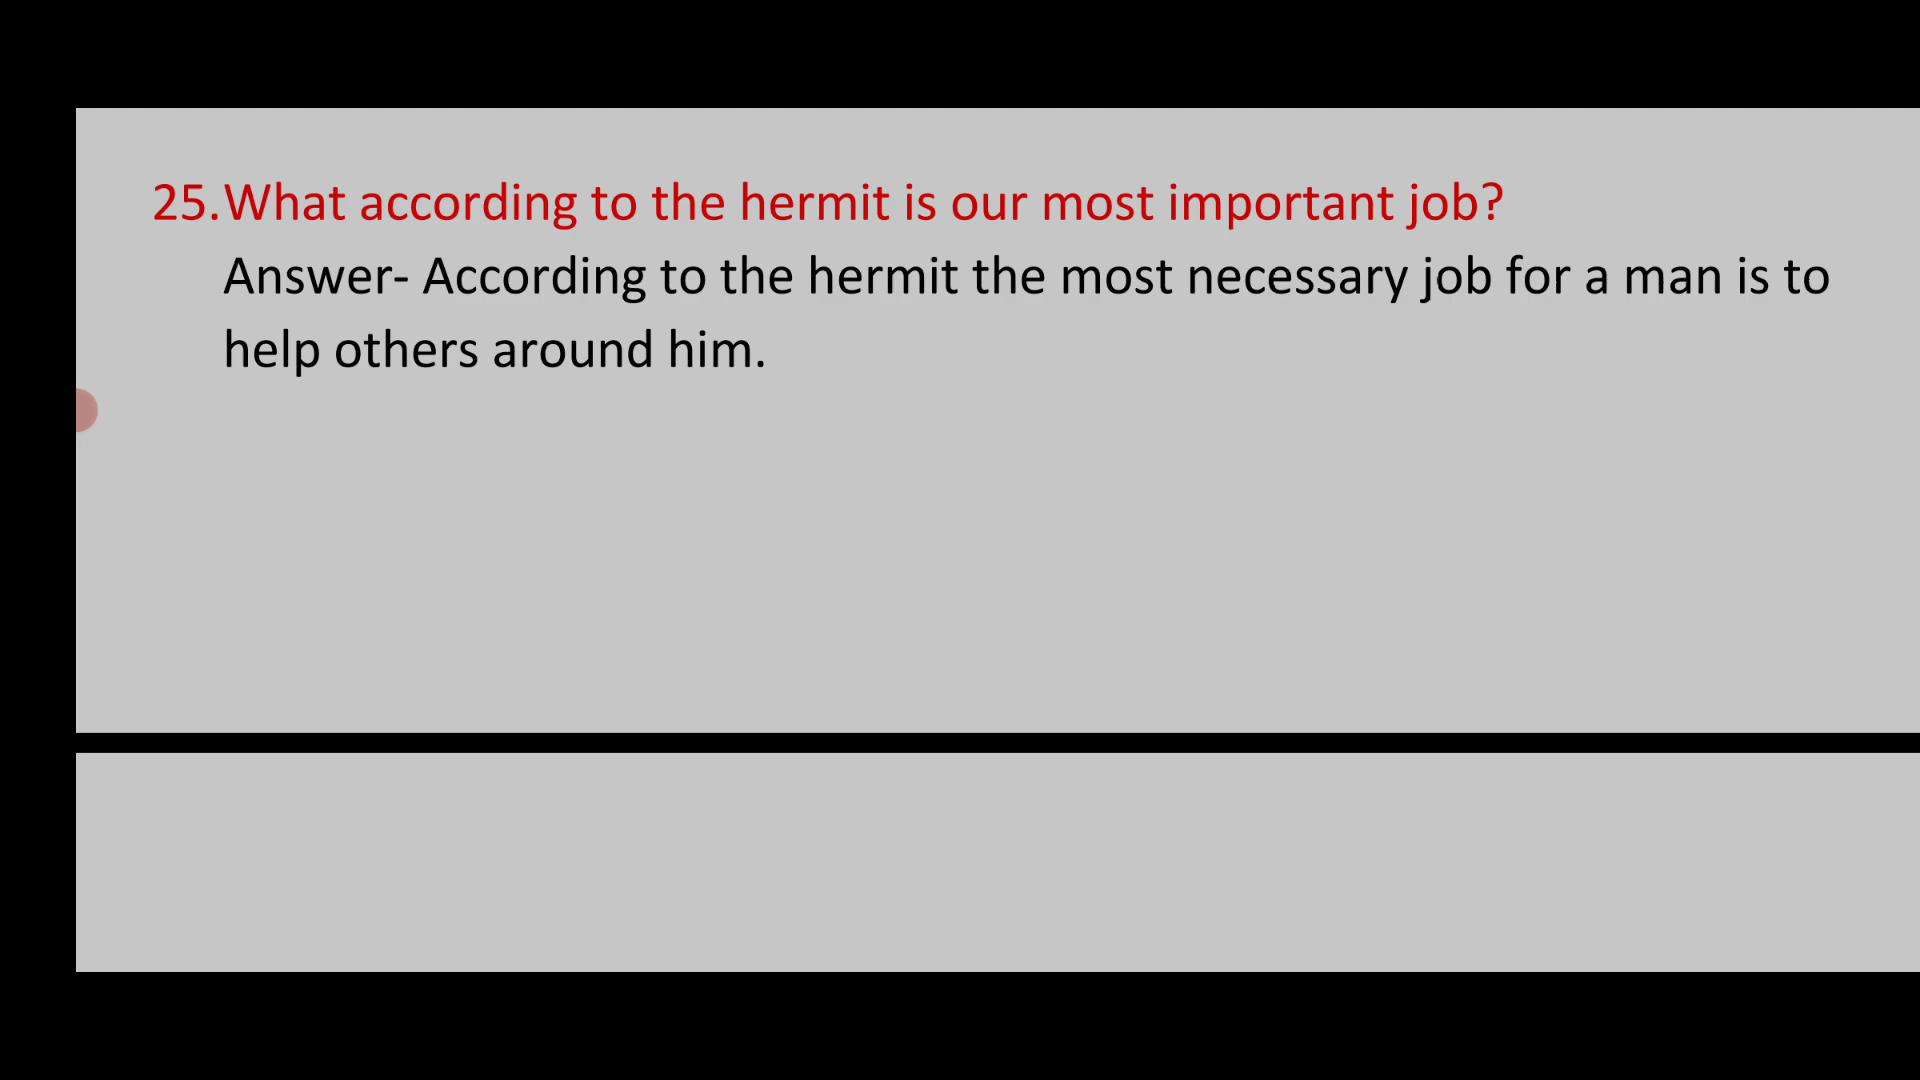 25.What according to the hermit is our most important job?
Answer- According to the hermit the most necessary job for a man is to
help others around him.